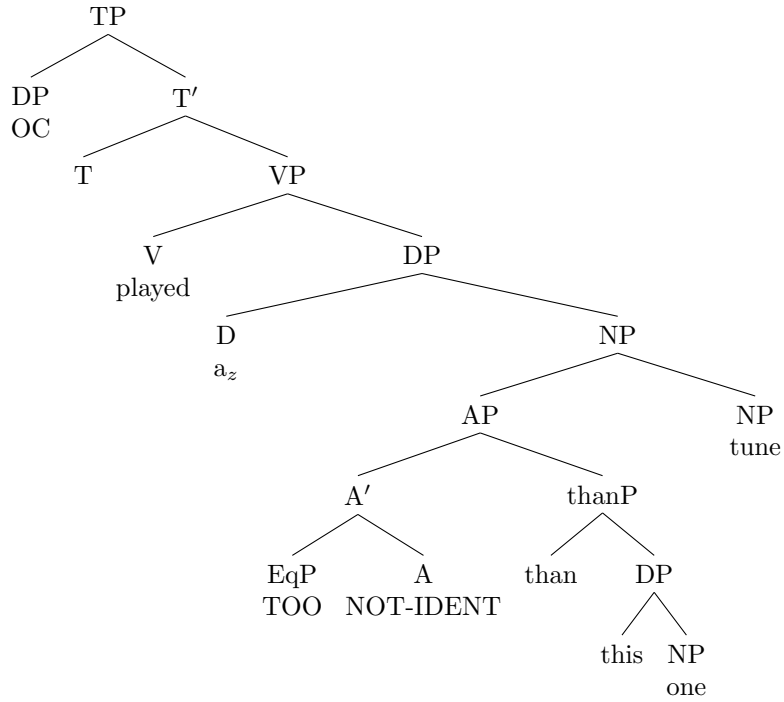 TP
DP T′
OC
T VP
V DP
played
D NP
a_z
AP NP
tune
A′ thanP
EqP A than DP
TOO NOT-IDENT
this NP
one